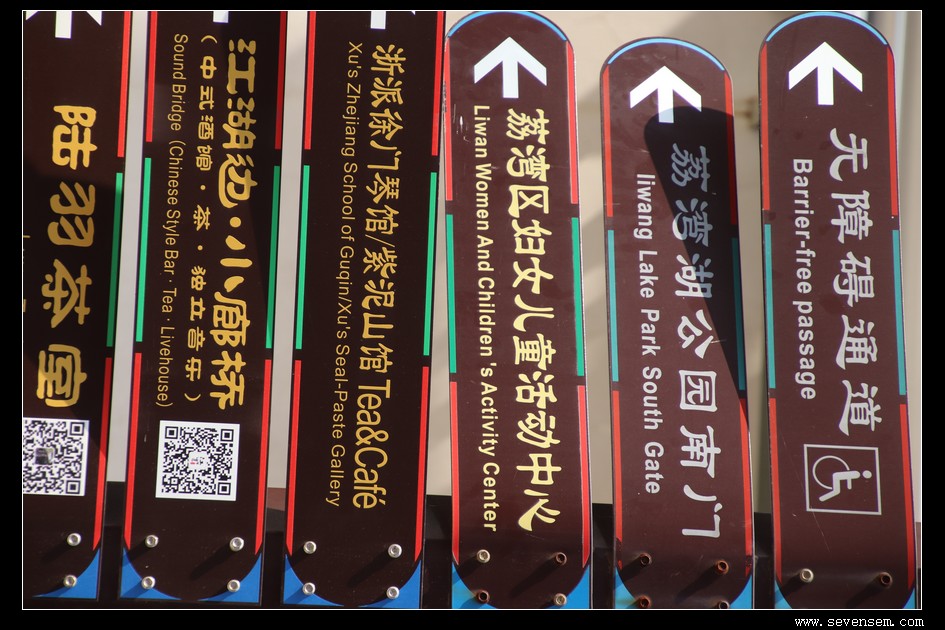 陆羽茶室
江湖边·小廊桥
(中式酒馆·茶·独立音乐)
Sound Bridge (Chinese Style Bar · Tea · Livehouse)
浙派徐门琴馆/紫泥山馆 Tea&Café
Xu's Zhejiang School of Guqin/Xu's Seal-Paste Gallery
荔湾区妇女儿童活动中心
Liwan Women And Children 's Activity Center
荔湾湖公园南门
liwang Lake Park South Gate
无障碍通道
Barrier-free passage
www.sevensem.com